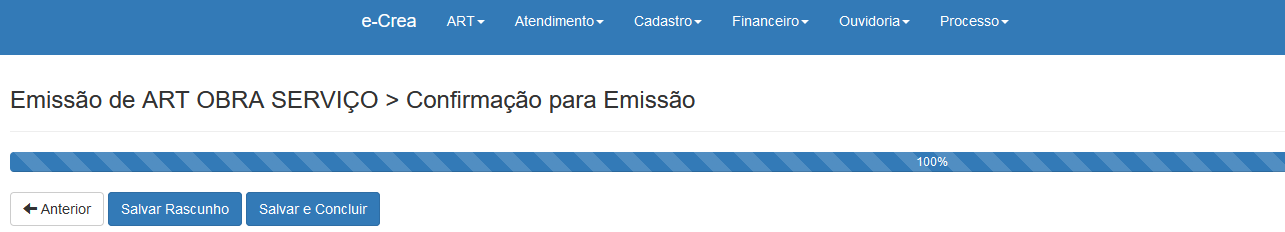 e-Crea ART Atendimento Cadastro Financeiro Ouvidoria Processo
Emissão de ART OBRA SERVIÇO > Confirmação para Emissão
100%
Anterior Salvar Rascunho Salvar e Concluir